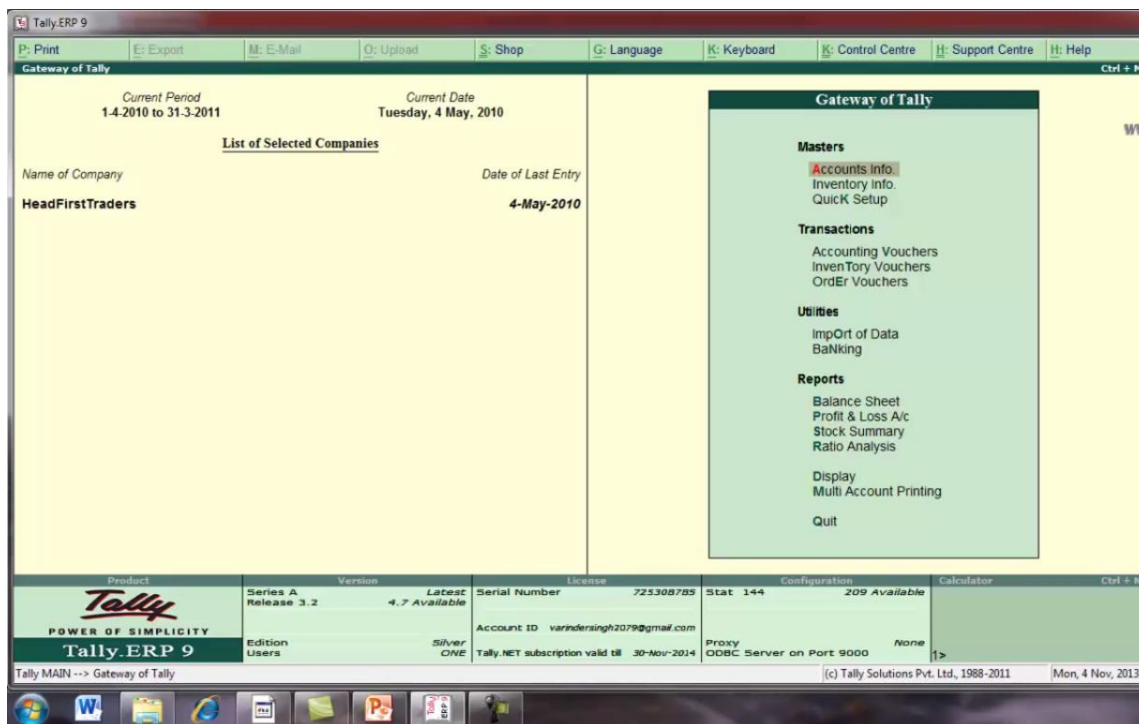 Tally.ERP 9
P: Print E: Export M: E-Mail O: Upload S: Shop G: Language K: Keyboard K: Control Centre H: Support Centre H: Help
Gateway of Tally Ctrl +
Current Period Current Date
1-4-2010 to 31-3-2011 Tuesday, 4 May, 2010
List of Selected Companies
Name of Company Date of Last Entry
HeadFirstTraders 4-May-2010
Gateway of Tally
Masters
Accounts Info.
Inventory Info.
QuicK Setup
Transactions
Accounting Vouchers
InvenTory Vouchers
OrdEr Vouchers
Utilities
ImpOrt of Data
BaNking
Reports
Balance Sheet
Profit & Loss A/c
Stock Summary
Ratio Analysis
Display
Multi Account Printing
Quit
Product Version License Configuration Calculator Ctrl +
Tally
POWER OF SIMPLICITY
Tally.ERP 9
Series A Latest
Release 3.2 4.7 Available
Edition Silver
Users ONE
Serial Number 725308785
Account ID varindersingh2079@gmail.com
Tally.NET subscription valid till 30-Nov-2014
Stat 144 209 Available
Proxy None
ODBC Server on Port 9000
1>
Tally MAIN --> Gateway of Tally (c) Tally Solutions Pvt. Ltd., 1988-2011 Mon, 4 Nov, 2013